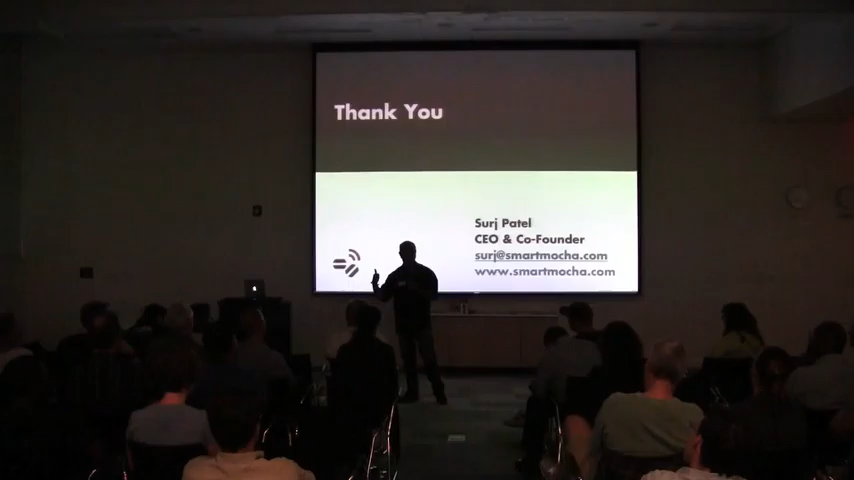 Thank You
Surj Patel
CEO & Co-Founder
surj@smartmocha.com
www.smartmocha.com